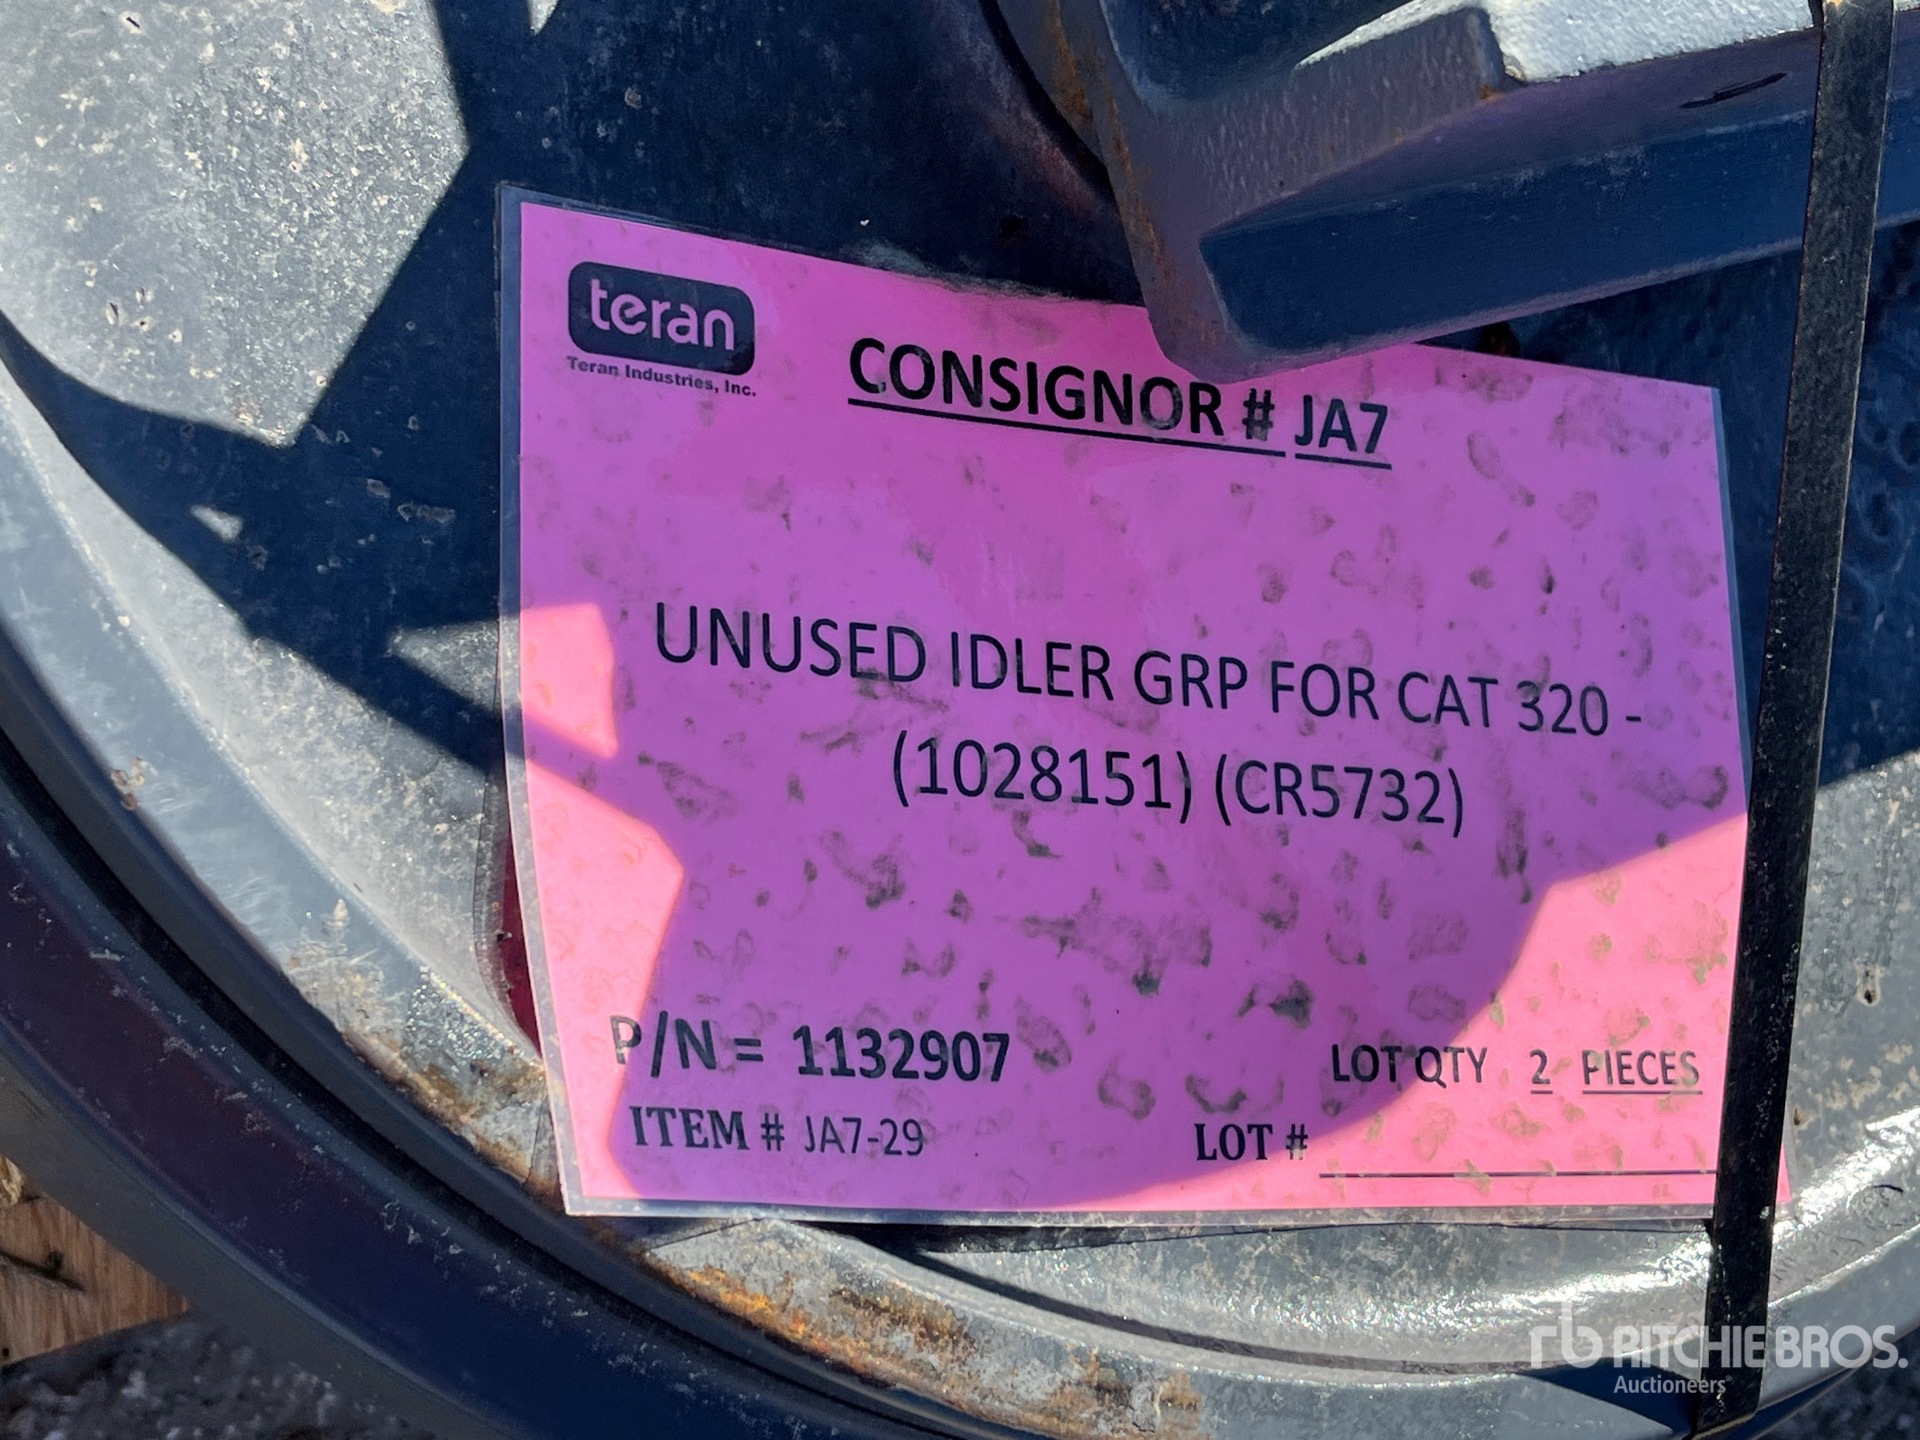 teran
Teran Industries, Inc.
CONSIGNOR # JA7
UNUSED IDLER GRP FOR CAT 320 -
(1028151) (CR5732)
P/N = 1132907
LOT QTY 2 PIECES
ITEM # JA7-29
LOT #
rb RITCHIE BROS.
Auctioneers